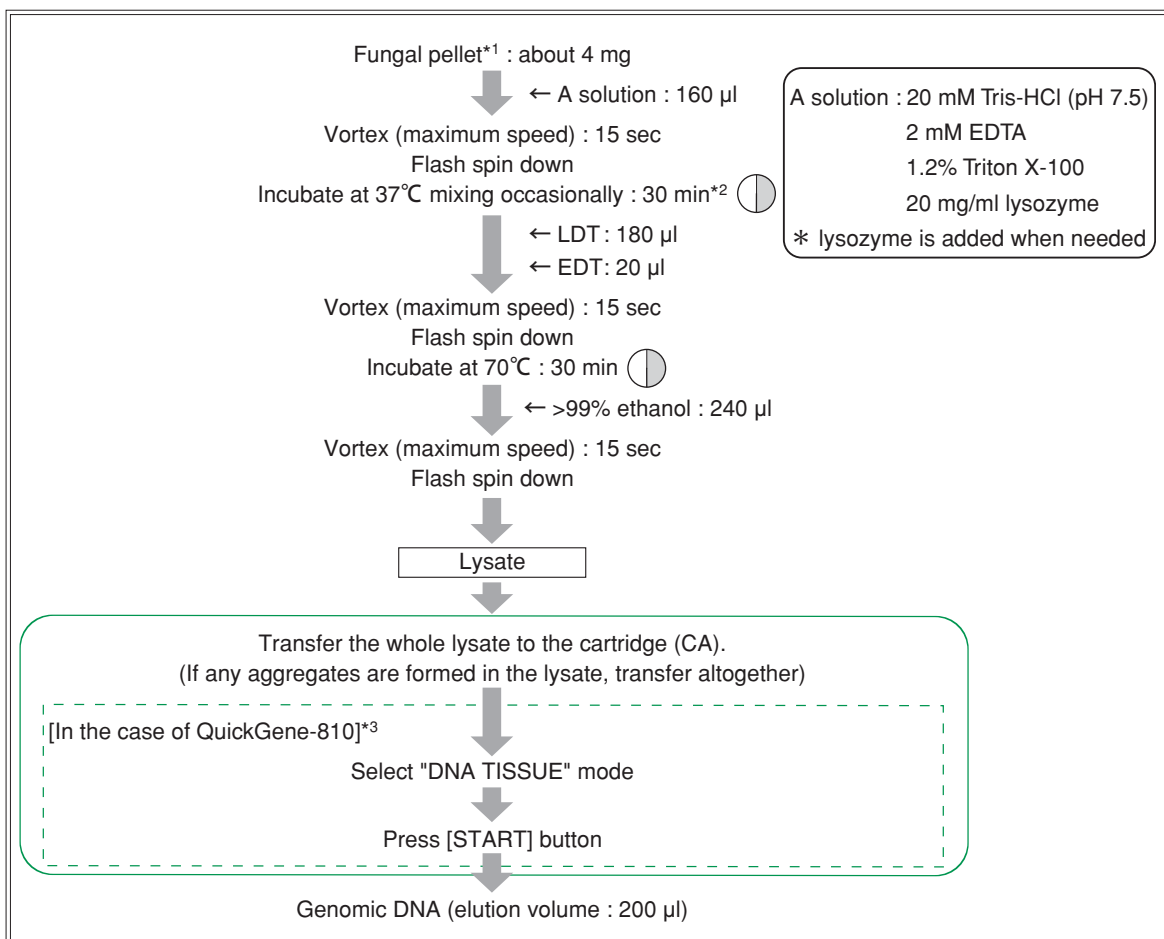 Fungal pellet*1 : about 4 mg
← A solution : 160 µl
A solution : 20 mM Tris-HCl (pH 7.5)
2 mM EDTA
1.2% Triton X-100
20 mg/ml lysozyme
* lysozyme is added when needed
Vortex (maximum speed) : 15 sec
Flash spin down
Incubate at 37℃ mixing occasionally : 30 min*2
← LDT : 180 µl
← EDT : 20 µl
Vortex (maximum speed) : 15 sec
Flash spin down
Incubate at 70℃ : 30 min
← >99% ethanol : 240 µl
Vortex (maximum speed) : 15 sec
Flash spin down
Lysate
Transfer the whole lysate to the cartridge (CA).
(If any aggregates are formed in the lysate, transfer altogether)
[In the case of QuickGene-810]*3
Select "DNA TISSUE" mode
Press [START] button
Genomic DNA (elution volume : 200 µl)